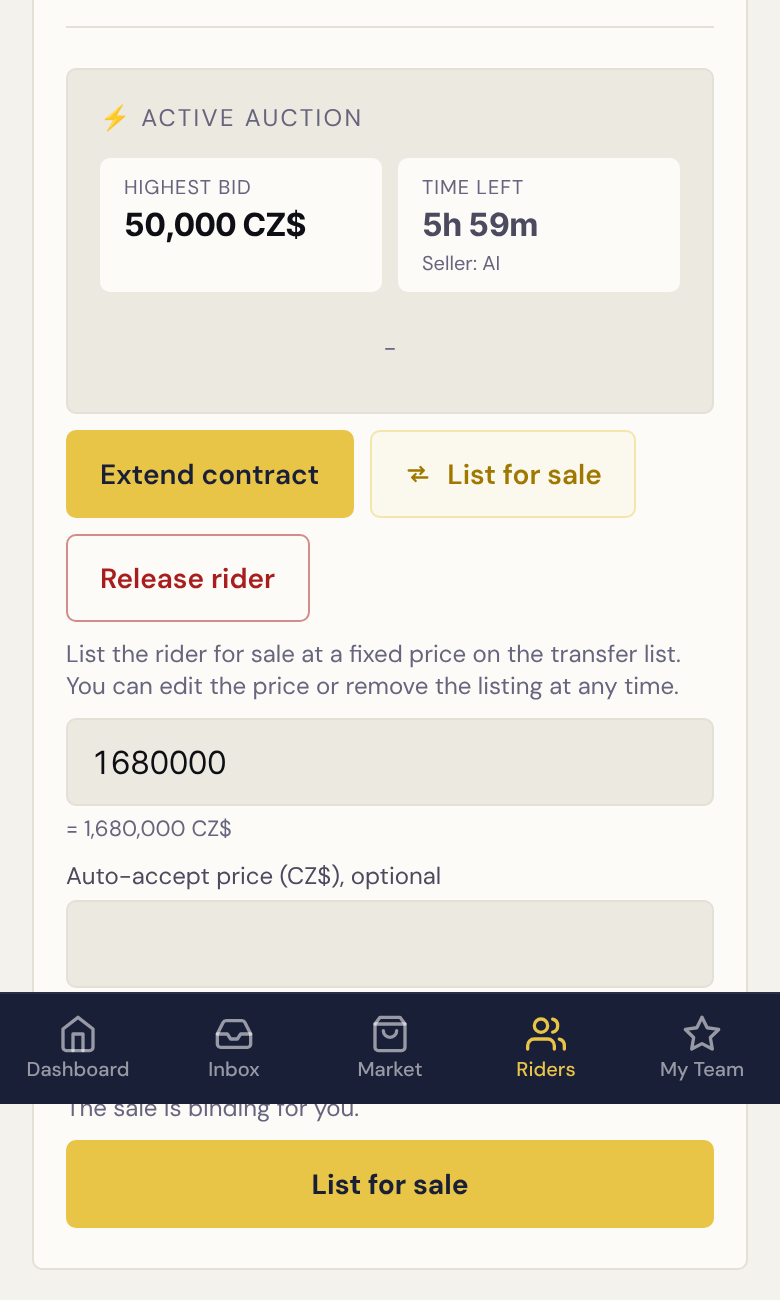 ⚡ ACTIVE AUCTION
HIGHEST BID
50,000 CZ$
TIME LEFT
5h 59m
Seller: AI
–
Extend contract
List for sale
Release rider
List the rider for sale at a fixed price on the transfer list.
You can edit the price or remove the listing at any time.
1680000
= 1,680,000 CZ$
Auto-accept price (CZ$), optional
Dashboard
Inbox
Market
Riders
My Team
The sale is binding for you.
List for sale